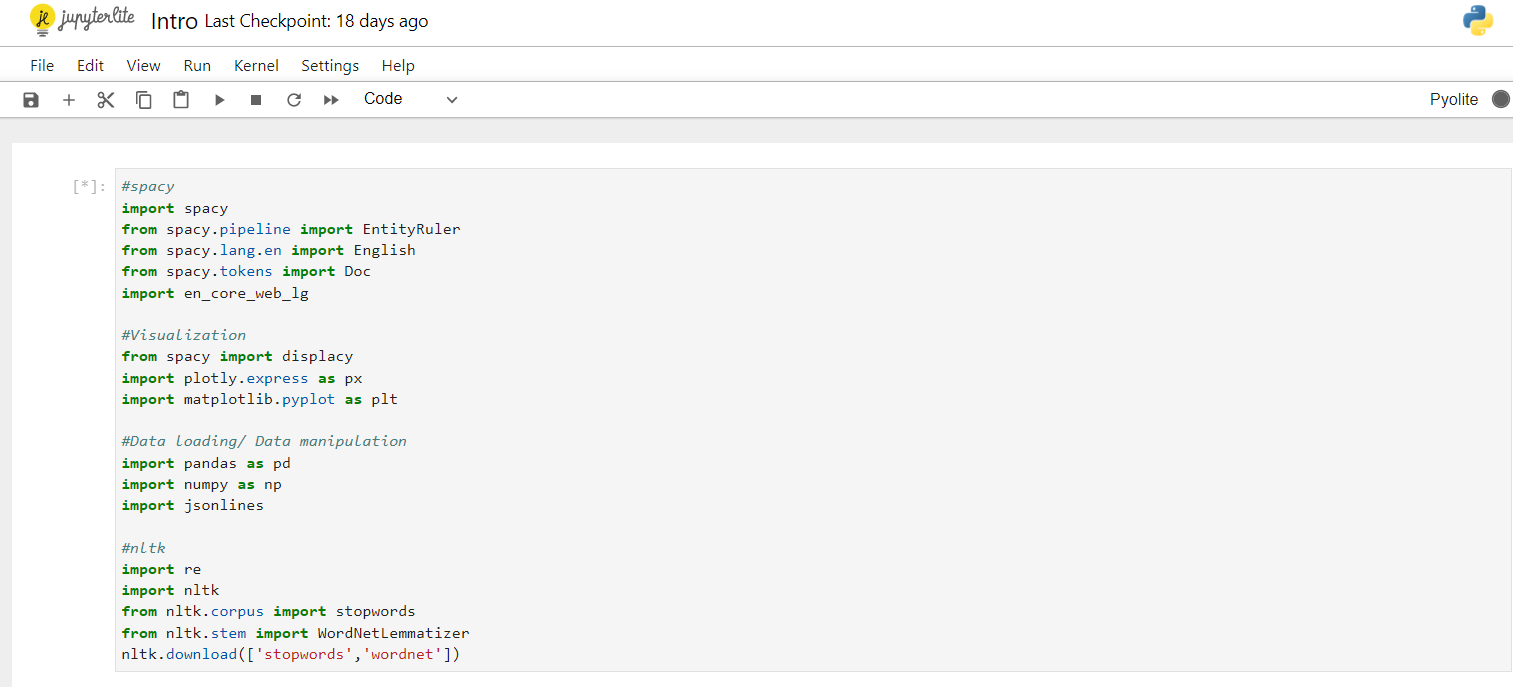 jupyterlite Intro Last Checkpoint: 18 days ago
File Edit View Run Kernel Settings Help
Code Pyolite
[*]:
#spacy
import spacy
from spacy.pipeline import EntityRuler
from spacy.lang.en import English
from spacy.tokens import Doc
import en_core_web_lg
#Visualization
from spacy import displacy
import plotly.express as px
import matplotlib.pyplot as plt
#Data loading/ Data manipulation
import pandas as pd
import numpy as np
import jsonlines
#nltk
import re
import nltk
from nltk.corpus import stopwords
from nltk.stem import WordNetLemmatizer
nltk.download(['stopwords','wordnet'])